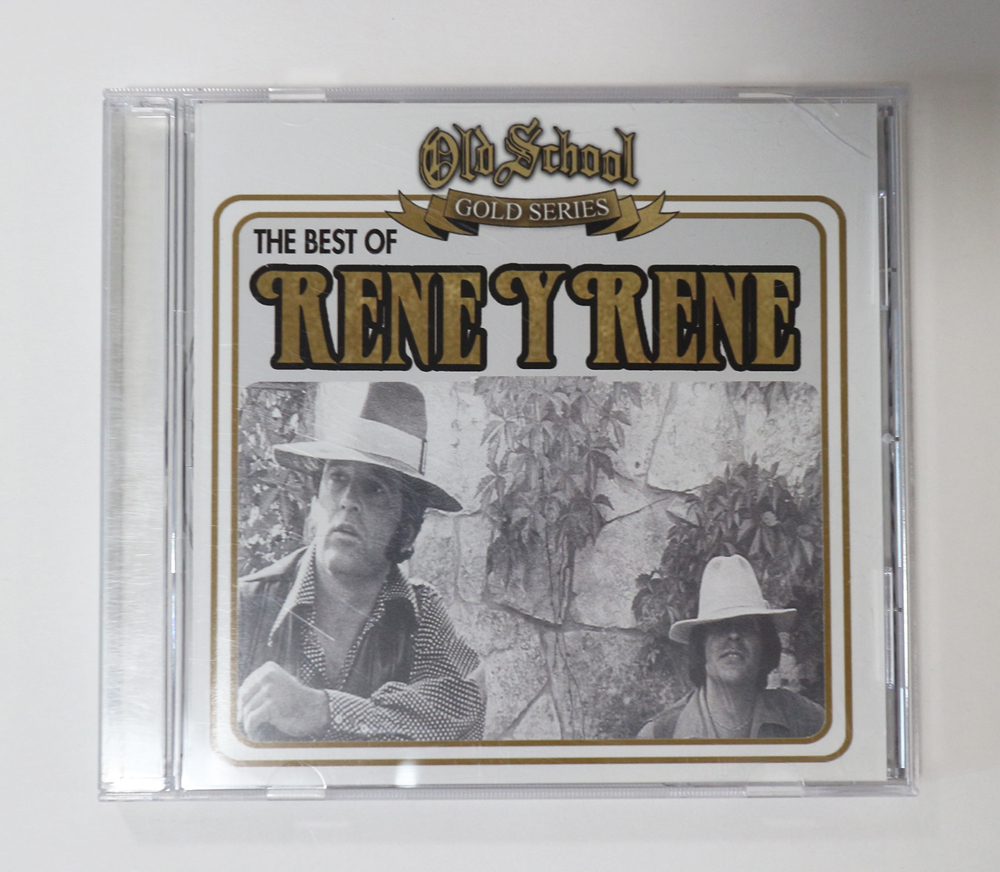 Old School
GOLD SERIES
THE BEST OF
RENE Y RENE